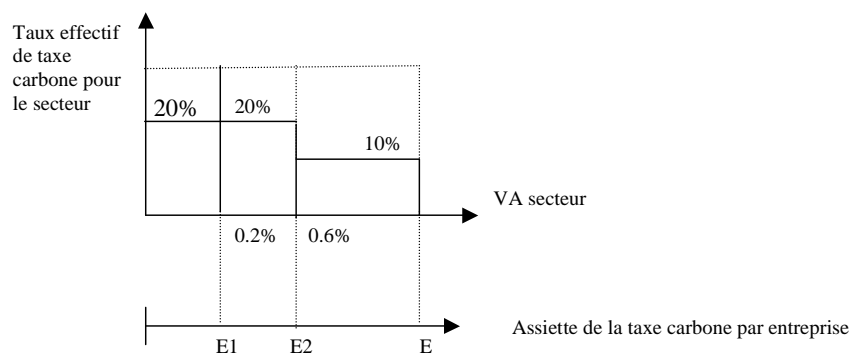 Taux effectif
de taxe
carbone pour
le secteur
20%
20%
10%
VA secteur
0.2%
0.6%
Assiette de la taxe carbone par entreprise
E1
E2
E